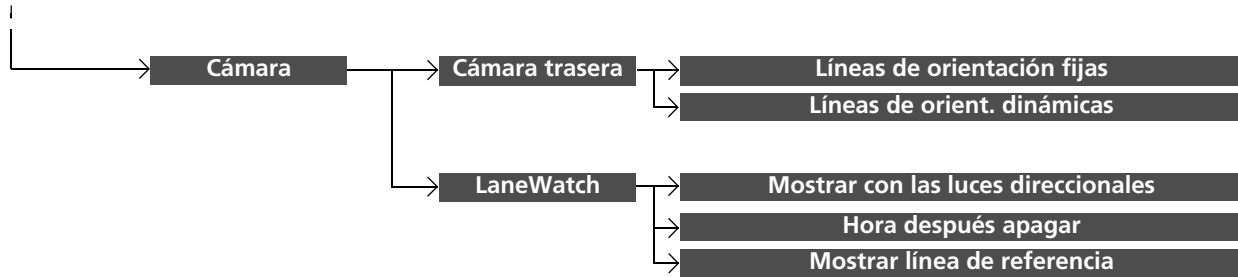 Cámara
Cámara trasera
Líneas de orientación fijas
Líneas de orient. dinámicas
LaneWatch
Mostrar con las luces direccionales
Hora después apagar
Mostrar línea de referencia